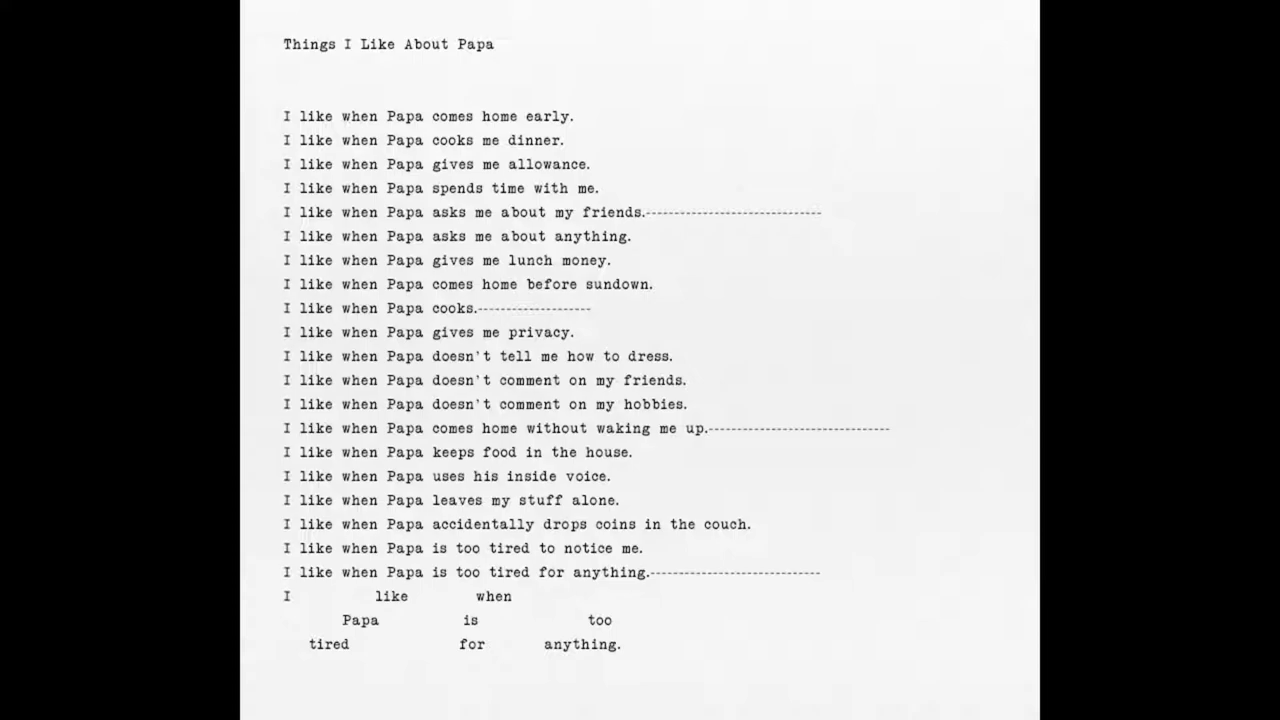 Things I Like About Papa
I like when Papa comes home early.
I like when Papa cooks me dinner.
I like when Papa gives me allowance.
I like when Papa spends time with me.
I like when Papa asks me about my friends.-------------------------------
I like when Papa asks me about anything.
I like when Papa gives me lunch money.
I like when Papa comes home before sundown.
I like when Papa cooks.--------------------
I like when Papa gives me privacy.
I like when Papa doesn't tell me how to dress.
I like when Papa doesn't comment on my friends.
I like when Papa doesn't comment on my hobbies.
I like when Papa comes home without waking me up.--------------------------------
I like when Papa keeps food in the house.
I like when Papa uses his inside voice.
I like when Papa leaves my stuff alone.
I like when Papa accidentally drops coins in the couch.
I like when Papa is too tired to notice me.
I like when Papa is too tired for anything.------------------------------
I like when
Papa is too
tired for anything.